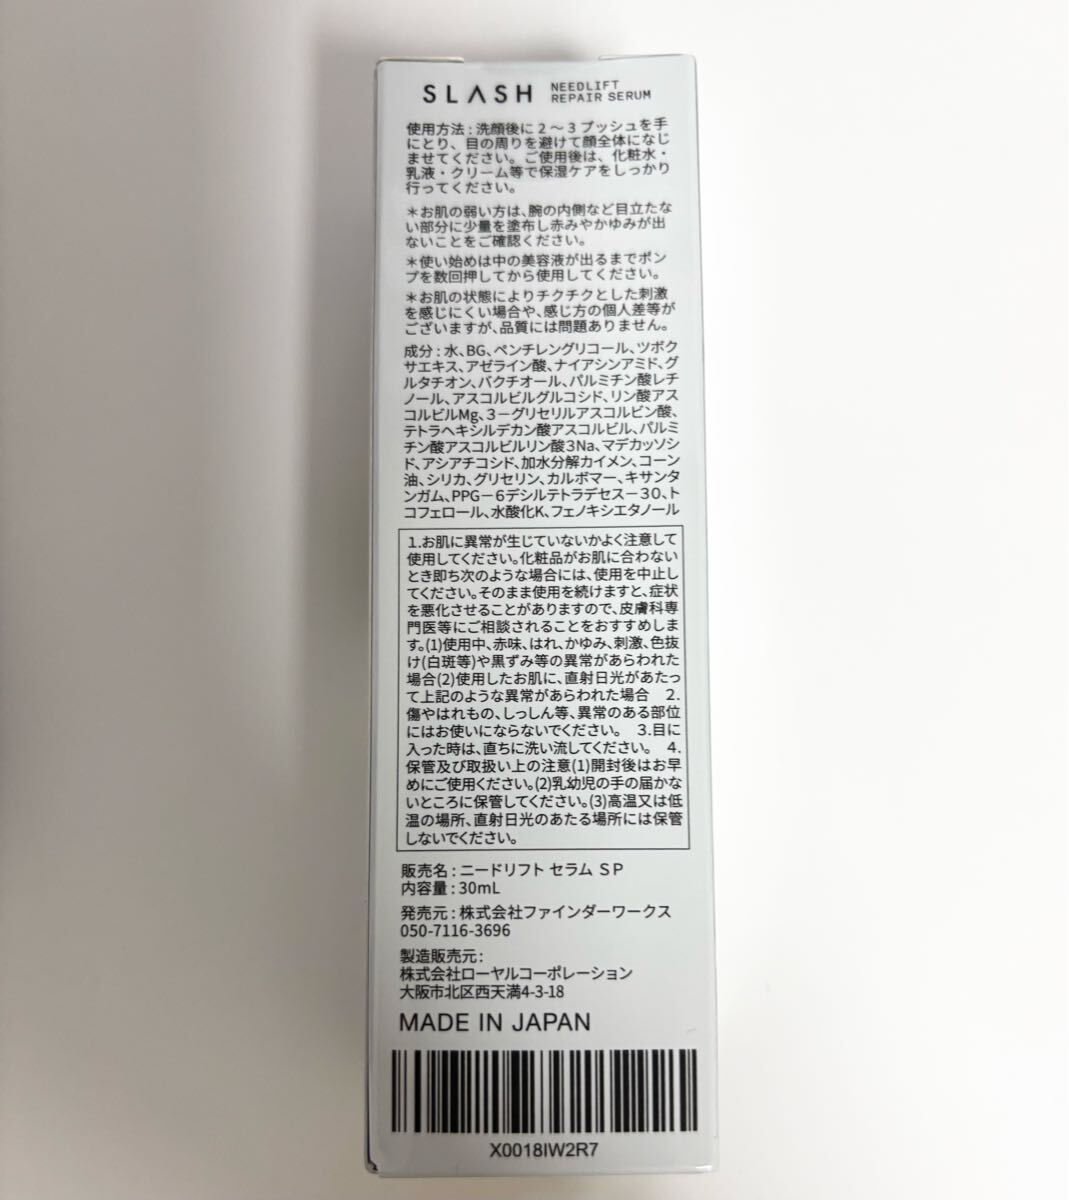 SLASH NEEDLIFT
REPAIR SERUM
使用方法：洗顔後に２〜３プッシュを手
にとり、目の周りを避けて顔全体になじ
ませてください。ご使用後は、化粧水・
乳液・クリーム等で保湿ケアをしっかり
行ってください。
＊お肌の弱い方は、腕の内側など目立たな
い部分に少量を塗布し赤みやかゆみが出
ないことをご確認ください。
＊使い始めは中の美容液が出るまでポン
プを数回押してから使用してください。
＊お肌の状態によりチクチクとした刺激
を感じにくい場合や、感じ方の個人差等が
ございますが、品質には問題ありません。
成分：水、BG、ペンチレングリコール、ツボク
サエキス、アゼライン酸、ナイアシンアミド、グ
ルタチオン、バクチオール、パルミチン酸レチ
ノール、アスコルビルグルコシド、リン酸アス
コルビルMg、３－グリセリルアスコルビン酸、
テトラヘキシルデカン酸アスコルビル、パルミ
チン酸アスコルビルリン酸3Na、マデカッソシ
ド、アシアチコシド、加水分解カイメン、コーン
油、シリカ、グリセリン、カルボマー、キサンタ
ンガム、PPG－６デシルテトラデセス－３０、ト
コフェロール、水酸化K、フェノキシエタノール
１.お肌に異常が生じていないかよく注意して
使用してください。化粧品がお肌に合わない
とき即ち次のような場合には、使用を中止し
てください。そのまま使用を続けますと、症状
を悪化させることがありますので、皮膚科専
門医等にご相談されることをおすすめしま
す。(1)使用中、赤味、はれ、かゆみ、刺激、色抜
け(白斑等)や黒ずみ等の異常があらわれた
場合(2)使用したお肌に、直射日光があたっ
て上記のような異常があらわれた場合　２.
傷やはれもの、しっしん等、異常のある部位
にはお使いにならないでください。　３.目に
入った時は、直ちに洗い流してください。　４.
保管及び取扱い上の注意(1)開封後はお早
めにご使用ください。(2)乳幼児の手の届かな
いところに保管してください。(3)高温又は低
温の場所、直射日光のあたる場所には保管
しないでください。
販売名：ニードリフト セラム ＳＰ
内容量：30mL
発売元：株式会社ファインダーワークス
050-7116-3696
製造販売元：
株式会社ローヤルコーポレーション
大阪市北区西天満4-3-18
MADE IN JAPAN
X0018IW2R7